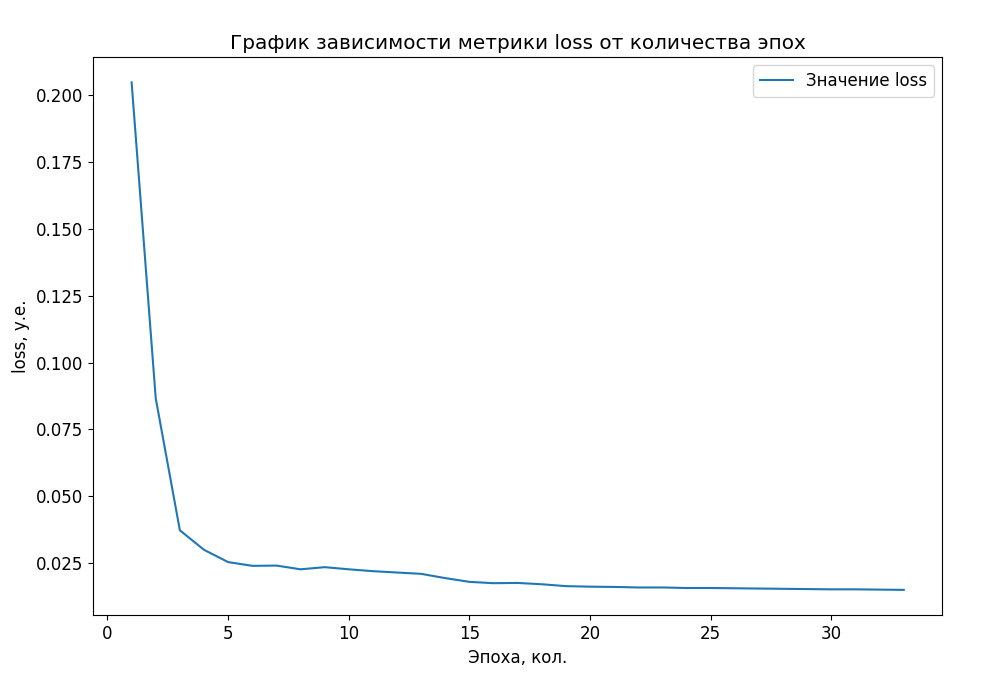 График зависимости метрики loss от количества эпох
Значение loss
0.200
0.175
0.150
0.125
0.100
0.075
0.050
0.025
loss, у.е.
0 5 10 15 20 25 30
Эпоха, кол.